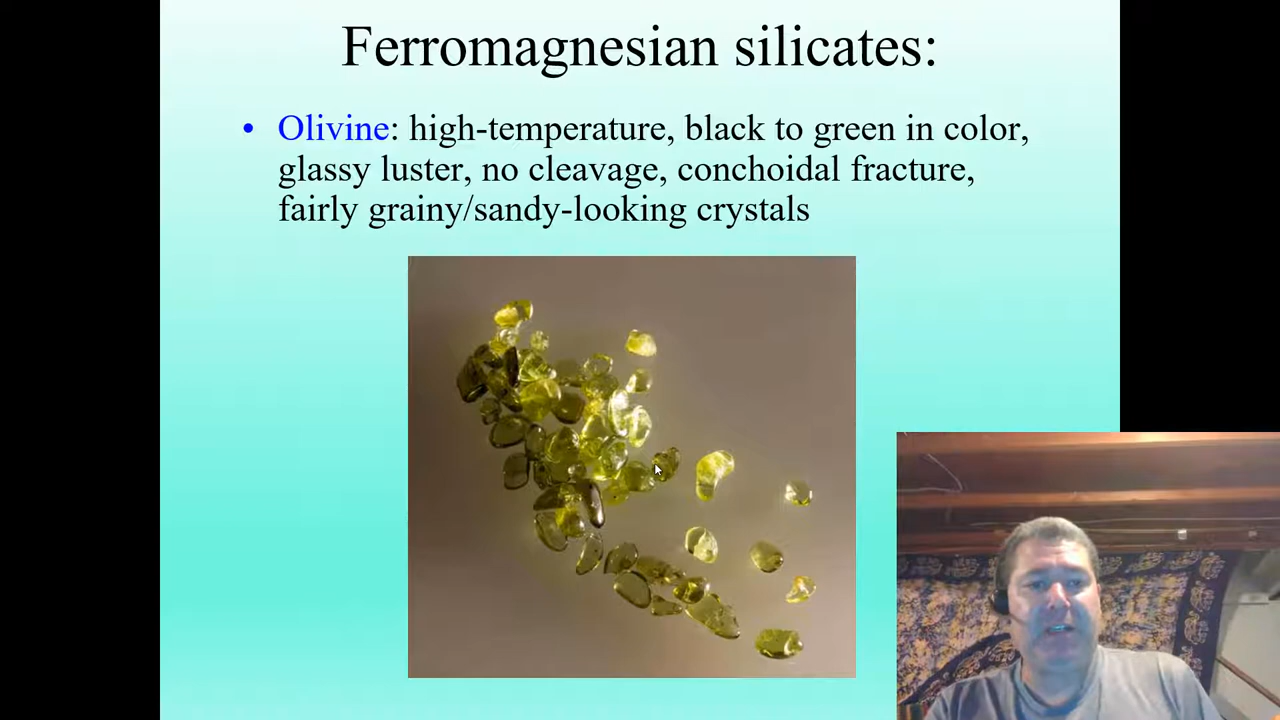 Ferromagnesian silicates:
• Olivine: high-temperature, black to green in color,
glassy luster, no cleavage, conchoidal fracture,
fairly grainy/sandy-looking crystals